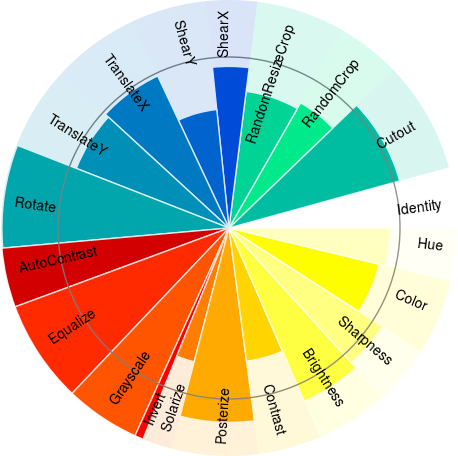 ShearX
RandomResizeCrop
RandomCrop
Cutout
Identity
Hue
Color
Sharpness
Brightness
Contrast
Posterize
Solarize
Invert
Grayscale
Equalize
AutoContrast
Rotate
TranslateY
TranslateX
ShearY